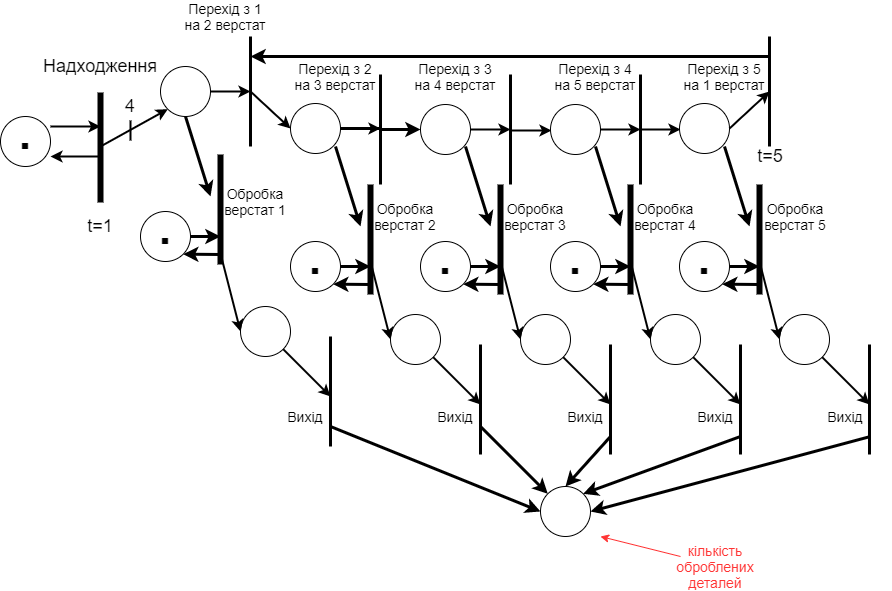 Перехід з 1
на 2 верстат
Надходження
4
t=1
Перехід з 2
на 3 верстат
Перехід з 3
на 4 верстат
Перехід з 4
на 5 верстат
Перехід з 5
на 1 верстат
t=5
Обробка
верстат 1
Обробка
верстат 2
Обробка
верстат 3
Обробка
верстат 4
Обробка
верстат 5
Вихід
Вихід
Вихід
Вихід
Вихід
кількість
оброблених
деталей